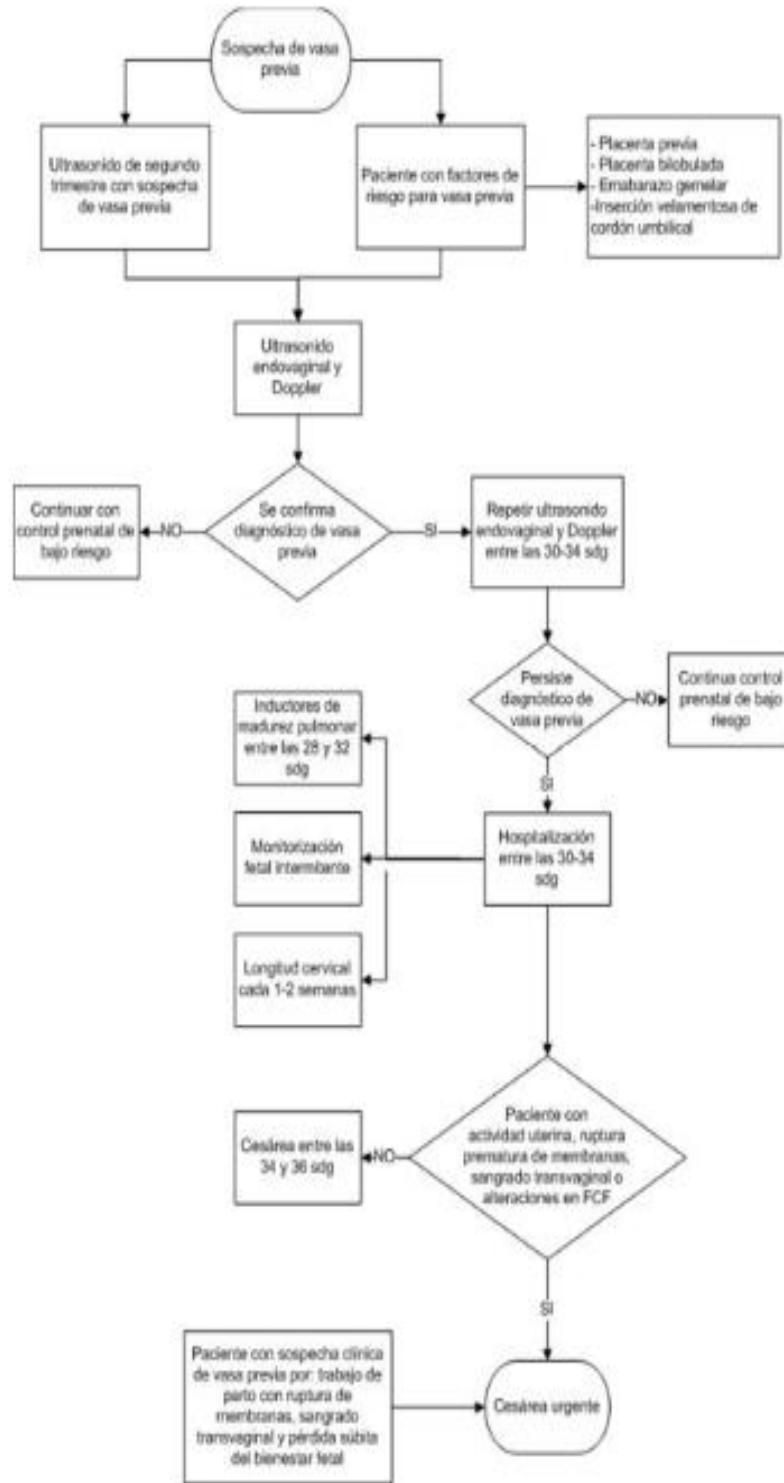 Sospecha de vasa
previa
Ultrasonido de segundo
trimestre con sospecha
de vasa previa
Paciente con factores de
riesgo para vasa previa
- Placenta previa
- Placenta bilobulada
- Emabarazo gemelar
-Inserción velamentosa de
cordón umbilical
Ultrasonido
endovaginal y
Doppler
Continuar con
control prenatal de
bajo riesgo
NO
Se confirma
diagnóstico de vasa
previa
SI
Repetir ultrasonido
endovaginal y Doppler
entre las 30-34 sdg
Persiste
diagnóstico de
vasa previa
NO
Continua control
prenatal de bajo
riesgo
SI
Inductores de
madurez pulmonar
entre las 28 y 32
sdg
Monitorización
fetal intermitente
Longitud cervical
cada 1-2 semanas
Hospitalización
entre las 30-34
sdg
Cesárea entre las
34 y 36 sdg
NO
Paciente con
actividad uterina, ruptura
prematura de membranas,
sangrado transvaginal o
alteraciones en FCF
SI
Paciente con sospecha clínica
de vasa previa por: trabajo de
parto con ruptura de
membranas, sangrado
transvaginal y pérdida súbita
del bienestar fetal
Cesárea urgente